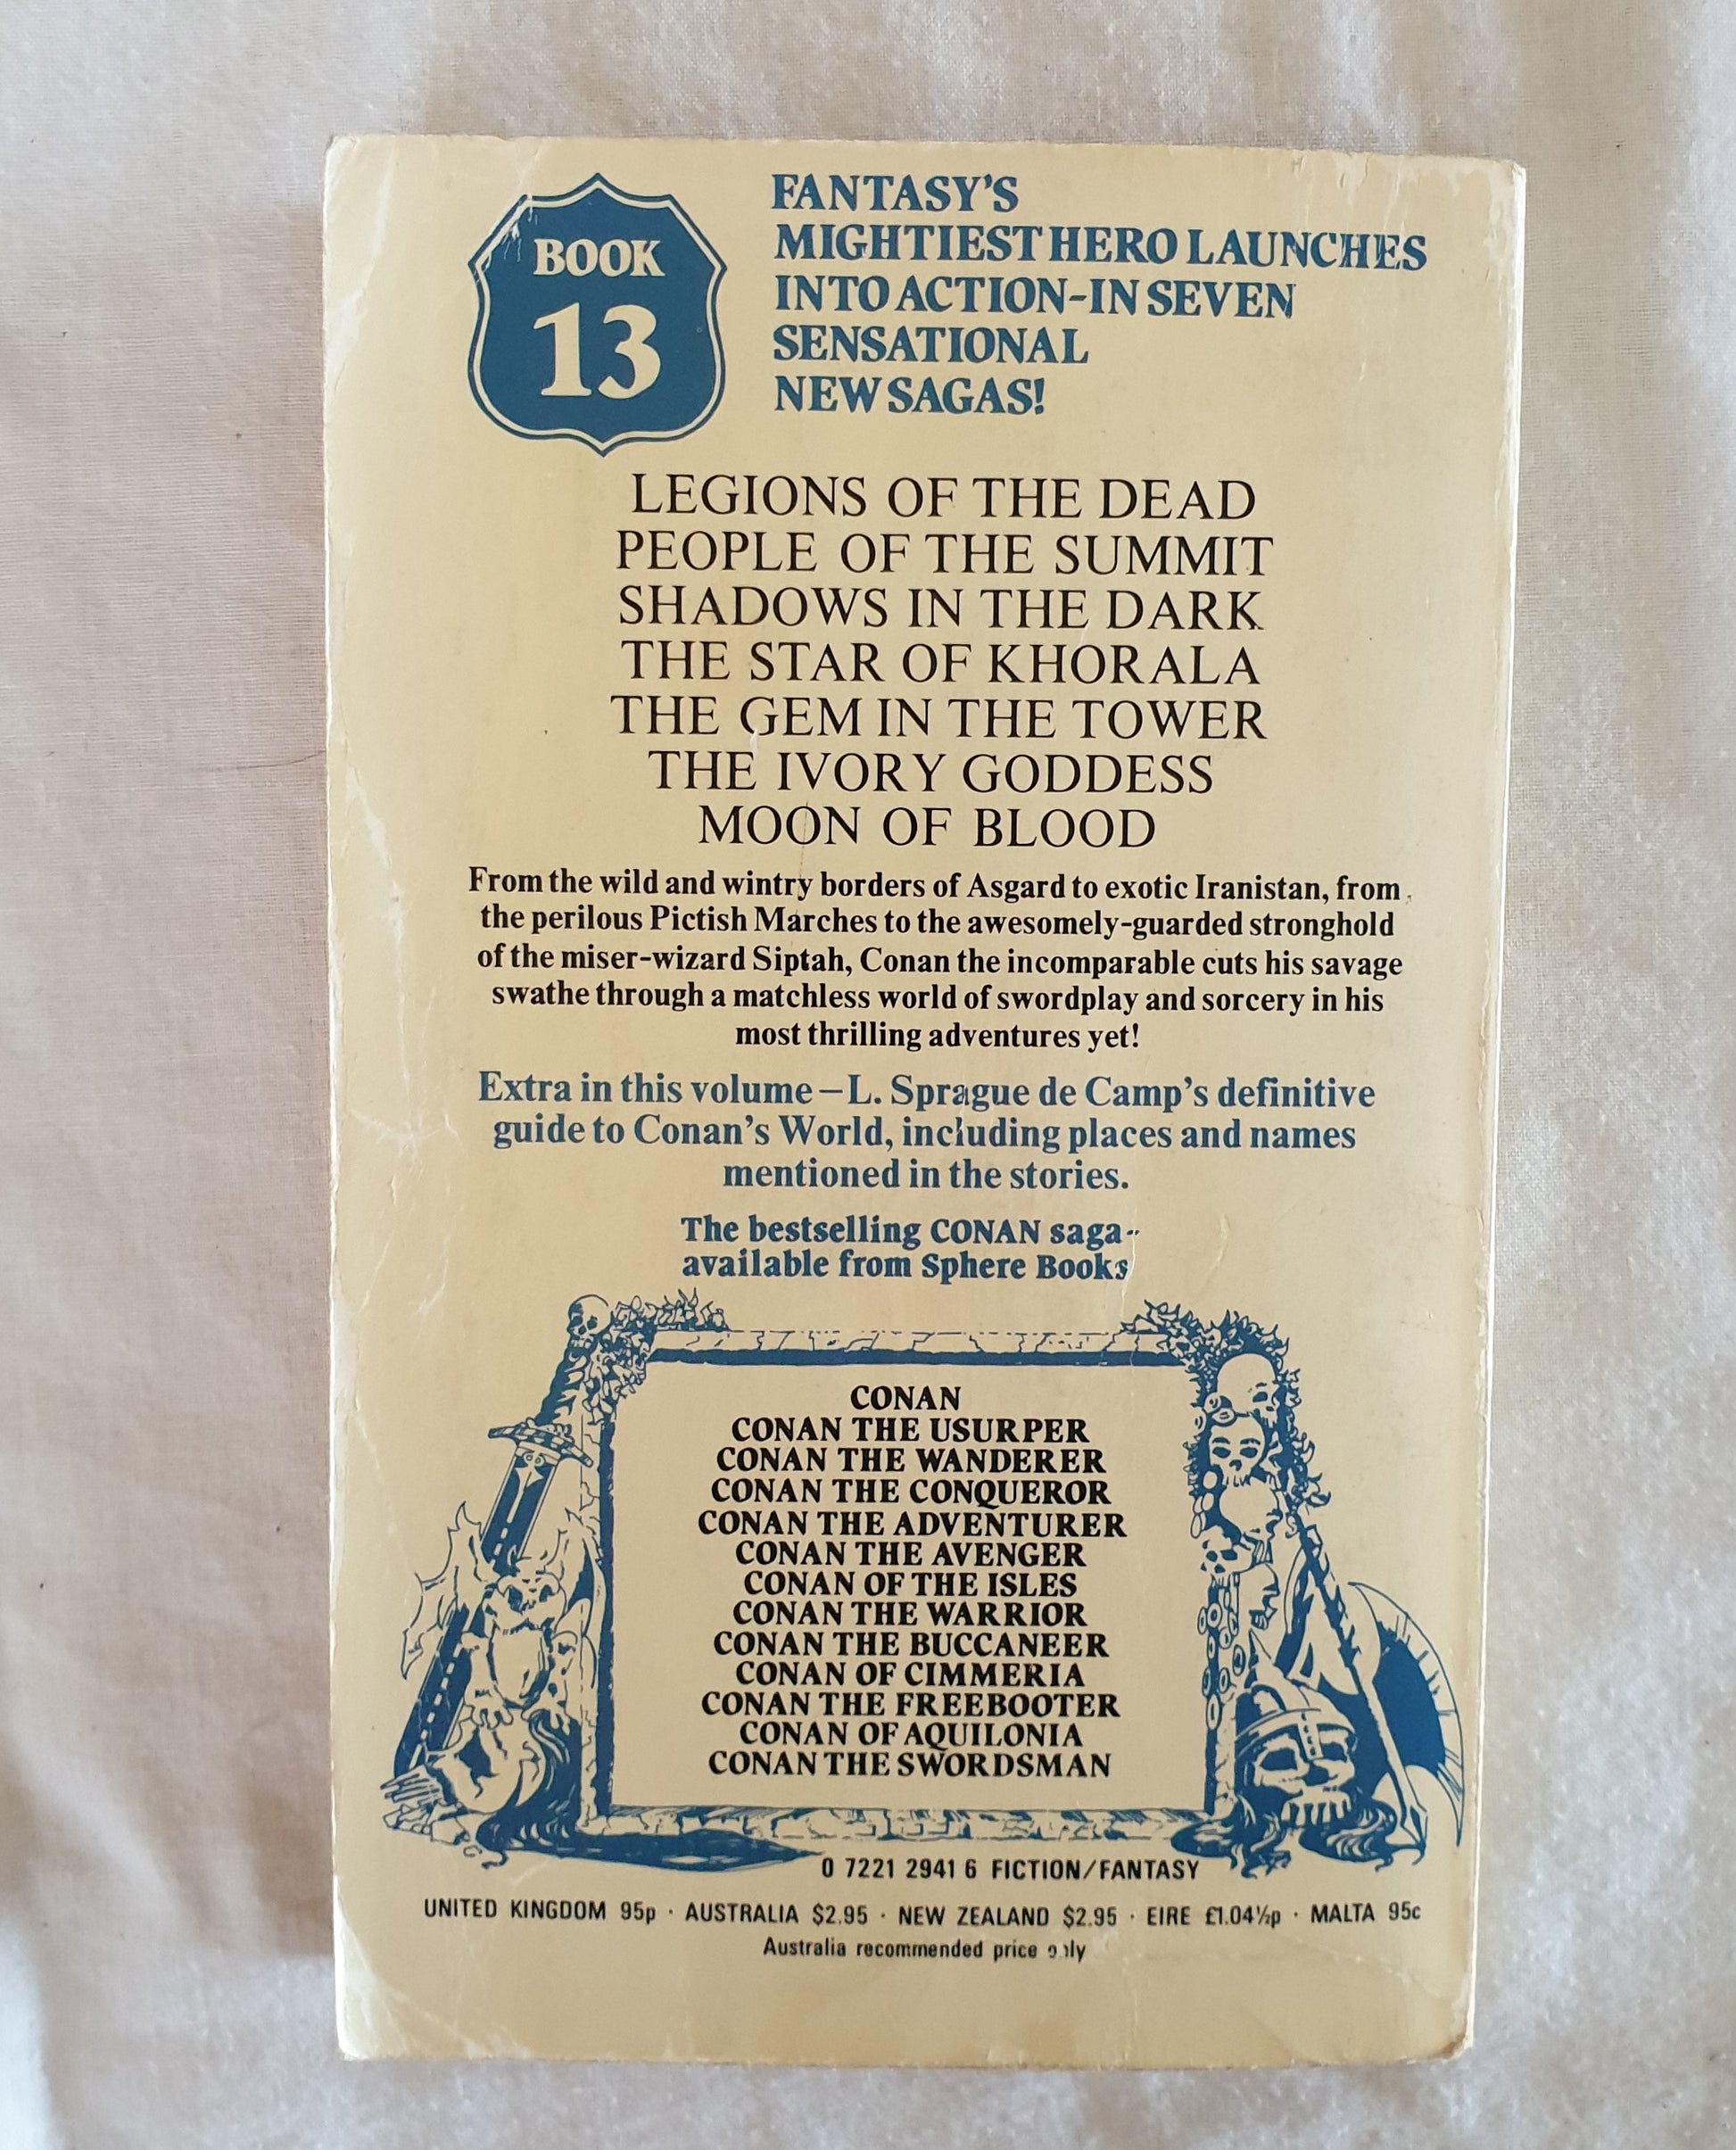 BOOK
13
FANTASY'S
MIGHTIEST HERO LAUNCHES
INTO ACTION-IN SEVEN
SENSATIONAL
NEW SAGAS!
LEGIONS OF THE DEAD
PEOPLE OF THE SUMMIT
SHADOWS IN THE DARK
THE STAR OF KHORALA
THE GEM IN THE TOWER
THE IVORY GODDESS
MOON OF BLOOD
From the wild and wintry borders of Asgard to exotic Iranistan, from
the perilous Pictish Marches to the awesomely-guarded stronghold
of the miser-wizard Siptah, Conan the incomparable cuts his savage
swathe through a matchless world of swordplay and sorcery in his
most thrilling adventures yet!
Extra in this volume – L. Sprague de Camp's definitive
guide to Conan's World, including places and names
mentioned in the stories.
The bestselling CONAN saga-
available from Sphere Books
CONAN
CONAN THE USURPER
CONAN THE WANDERER
CONAN THE CONQUEROR
CONAN THE ADVENTURER
CONAN THE AVENGER
CONAN OF THE ISLES
CONAN THE WARRIOR
CONAN THE BUCCANEER
CONAN OF CIMMERIA
CONAN THE FREEBOOTER
CONAN OF AQUILONIA
CONAN THE SWORDSMAN
0 7221 2941 6 FICTION/FANTASY
UNITED KINGDOM 95p · AUSTRALIA $2.95 · NEW ZEALAND $2.95 · EIRE £1.04½p · MALTA 95c
Australia recommended price only